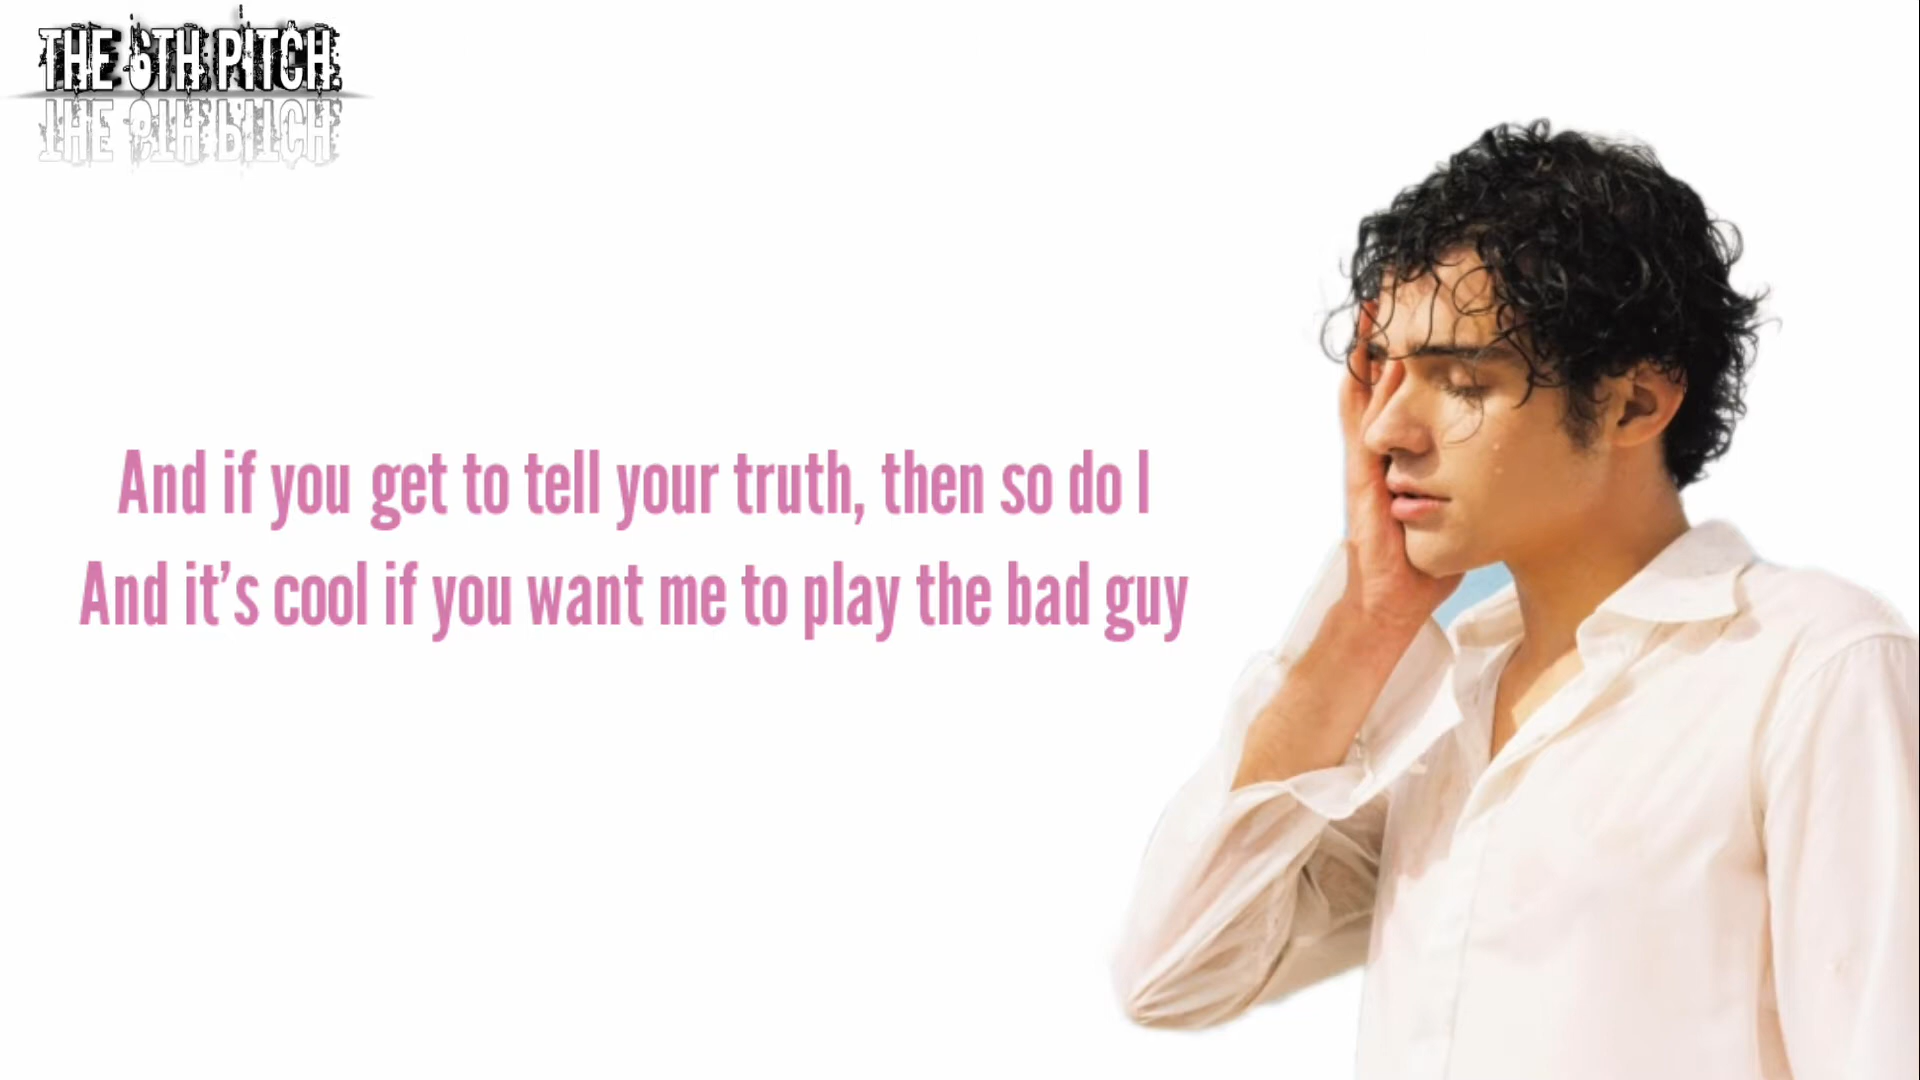 THE 6TH PITCH
And if you get to tell your truth, then so do I
And it's cool if you want me to play the bad guy